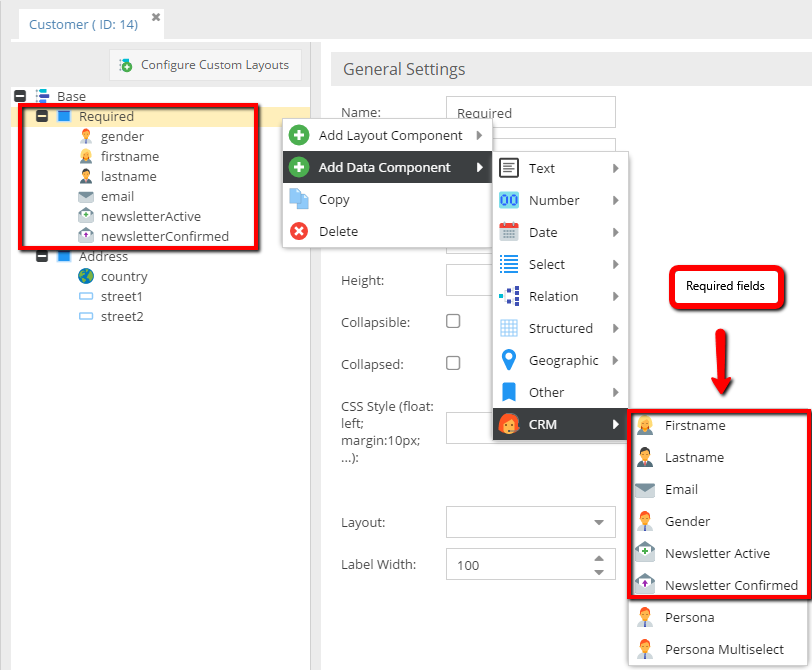 Customer ( ID: 14)
Configure Custom Layouts
Base
Required
gender
firstname
lastname
email
newsletterActive
newsletterConfirmed
Address
country
street1
street2
General Settings
Name:
Required
Add Layout Component
Add Data Component
Copy
Delete
Text
Number
Date
Select
Relation
Structured
Geographic
Other
CRM
Height:
Collapsible:
Collapsed:
CSS Style (float:
left;
margin:10px;
...):
Layout:
Label Width:
100
Required fields
Firstname
Lastname
Email
Gender
Newsletter Active
Newsletter Confirmed
Persona
Persona Multiselect